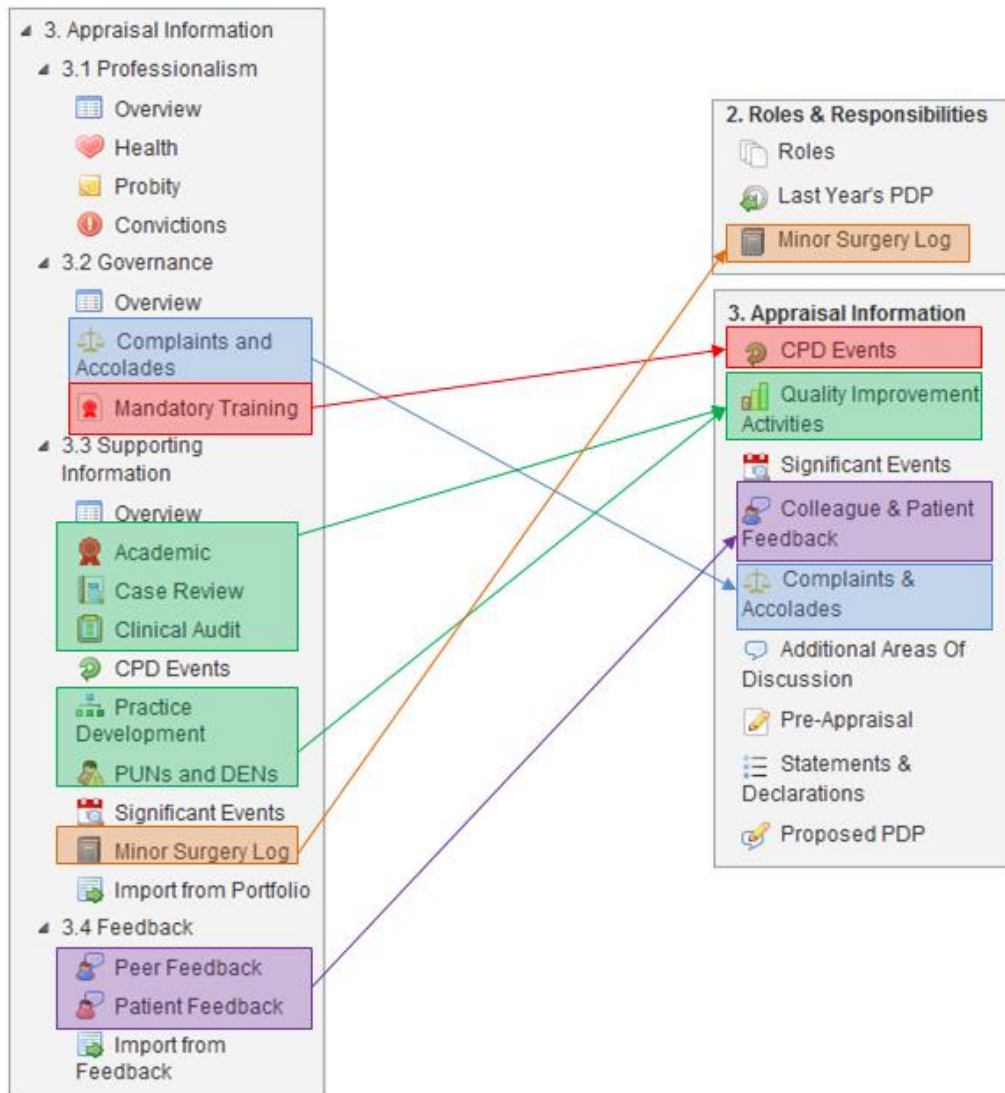 3. Appraisal Information
3.1 Professionalism
Overview
Health
Probity
Convictions
3.2 Governance
Overview
Complaints and
Accolades
Mandatory Training
3.3 Supporting
Information
Overview
Academic
Case Review
Clinical Audit
CPD Events
Practice
Development
PUNs and DENs
Significant Events
Minor Surgery Log
Import from Portfolio
3.4 Feedback
Peer Feedback
Patient Feedback
Import from
Feedback
2. Roles & Responsibilities
Roles
Last Year's PDP
Minor Surgery Log
3. Appraisal Information
CPD Events
Quality Improvement
Activities
Significant Events
Colleague & Patient
Feedback
Complaints &
Accolades
Additional Areas Of
Discussion
Pre-Appraisal
Statements &
Declarations
Proposed PDP